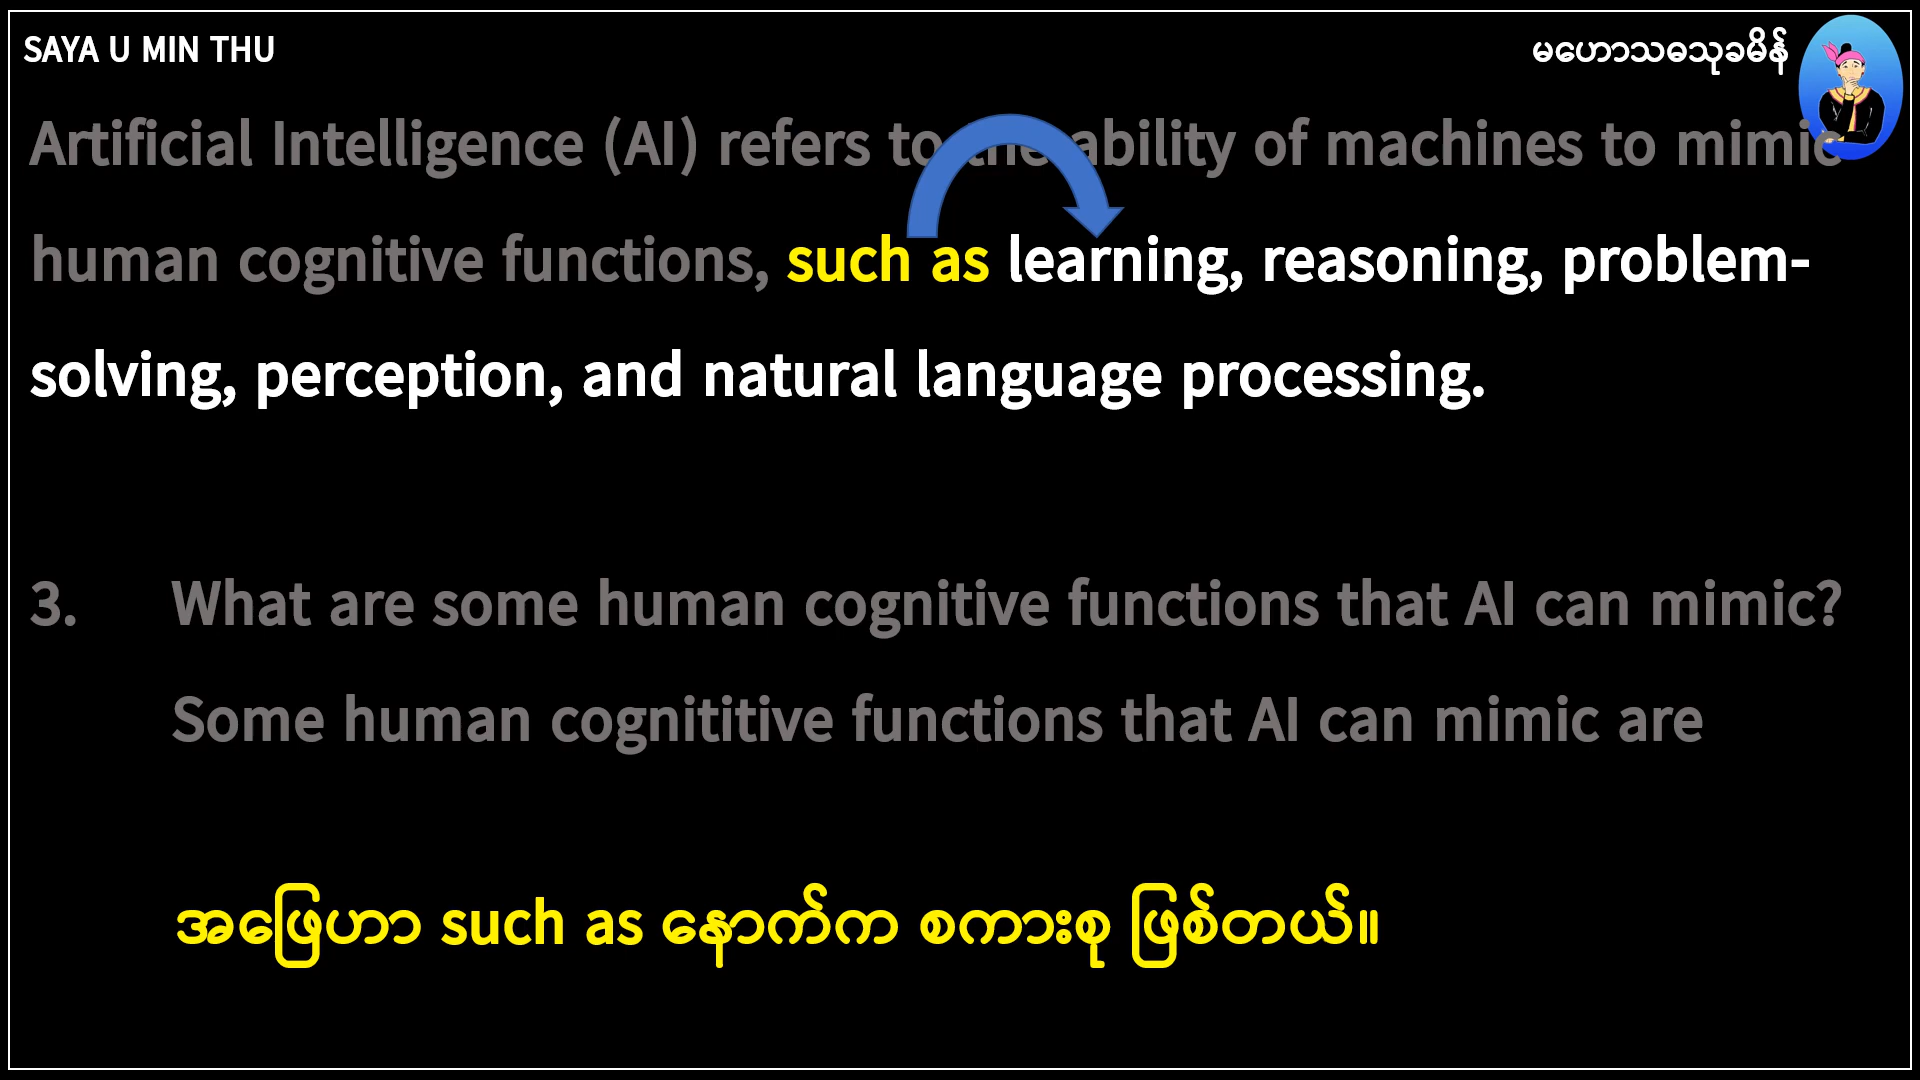 SAYA U MIN THU
မဟောသဓသုခမိန်
Artificial Intelligence (AI) refers to the ability of machines to mimic
human cognitive functions, such as learning, reasoning, problem-
solving, perception, and natural language processing.
3. What are some human cognitive functions that AI can mimic?
Some human cognititive functions that AI can mimic are
အဖြေဟာ such as နောက်က စကားစု ဖြစ်တယ်။